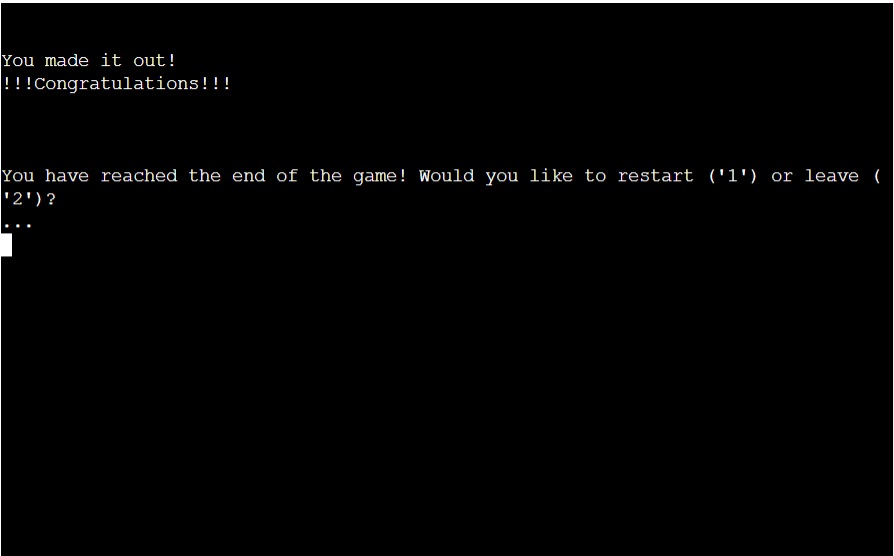 You made it out!
!!!Congratulations!!!
You have reached the end of the game! Would you like to restart ('1') or leave (
'2')?
...